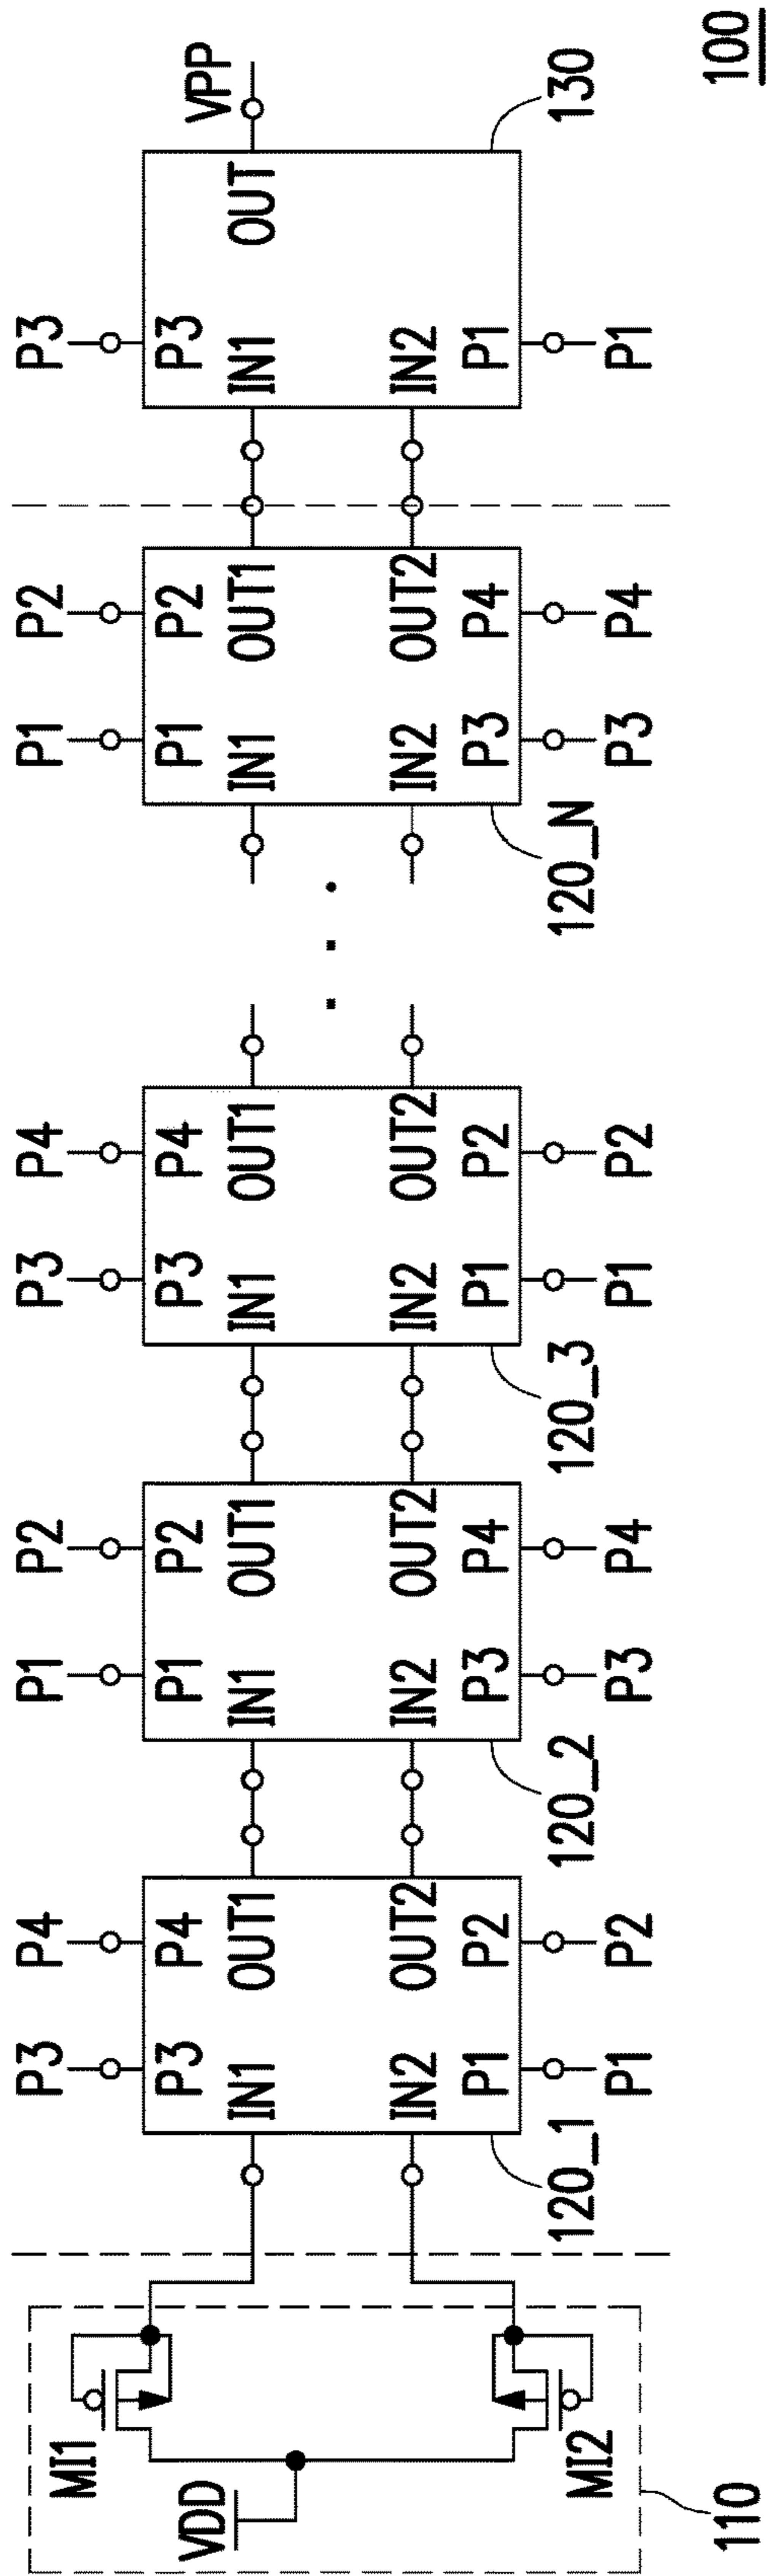 P3 P4 P1 P2 P3 P4 P1 P2 P3
MI1
P3 P4 P1 P2 P3 P4 P1 P2 P3
VDD
VPP
IN1 OUT1 IN1 OUT1 IN1 OUT1 IN1 OUT1 IN1 OUT
. . .
IN2 OUT2 IN2 OUT2 IN2 OUT2 IN2 OUT2 IN2
P1 P2 P3 P4 P1 P2 P3 P4 P1
MI2
120_1 120_2 120_3 120_N 130
P1 P2 P3 P4 P1 P2 P3 P4 P1
110
100